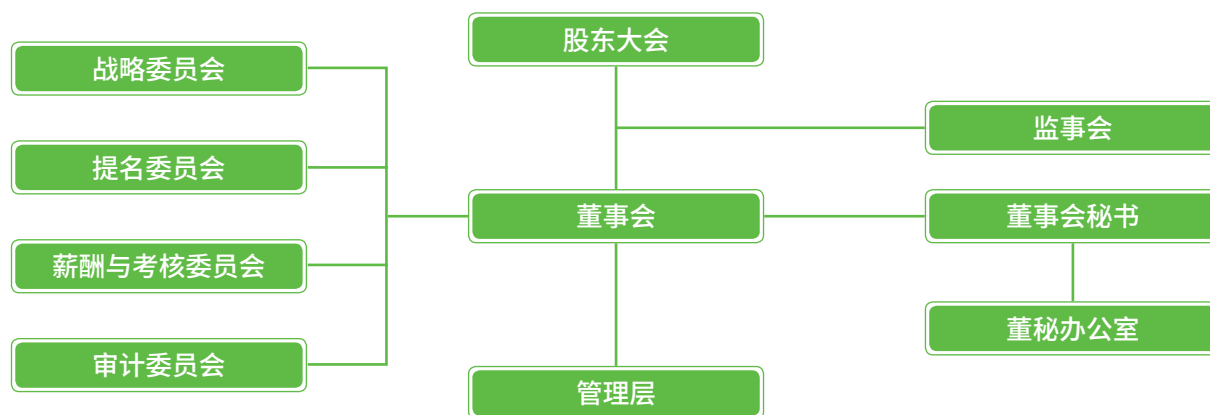 股东大会
战略委员会
监事会
提名委员会
董事会
董事会秘书
薪酬与考核委员会
董秘办公室
审计委员会
管理层